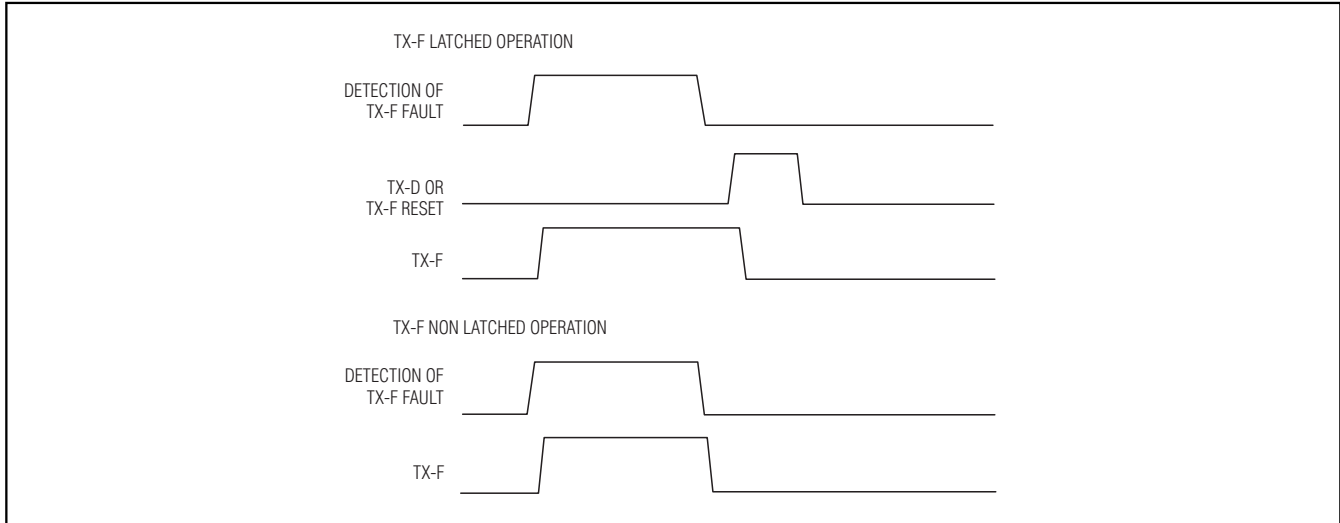 TX-F LATCHED OPERATION
DETECTION OF
TX-F FAULT
TX-D OR
TX-F RESET
TX-F
TX-F NON LATCHED OPERATION
DETECTION OF
TX-F FAULT
TX-F